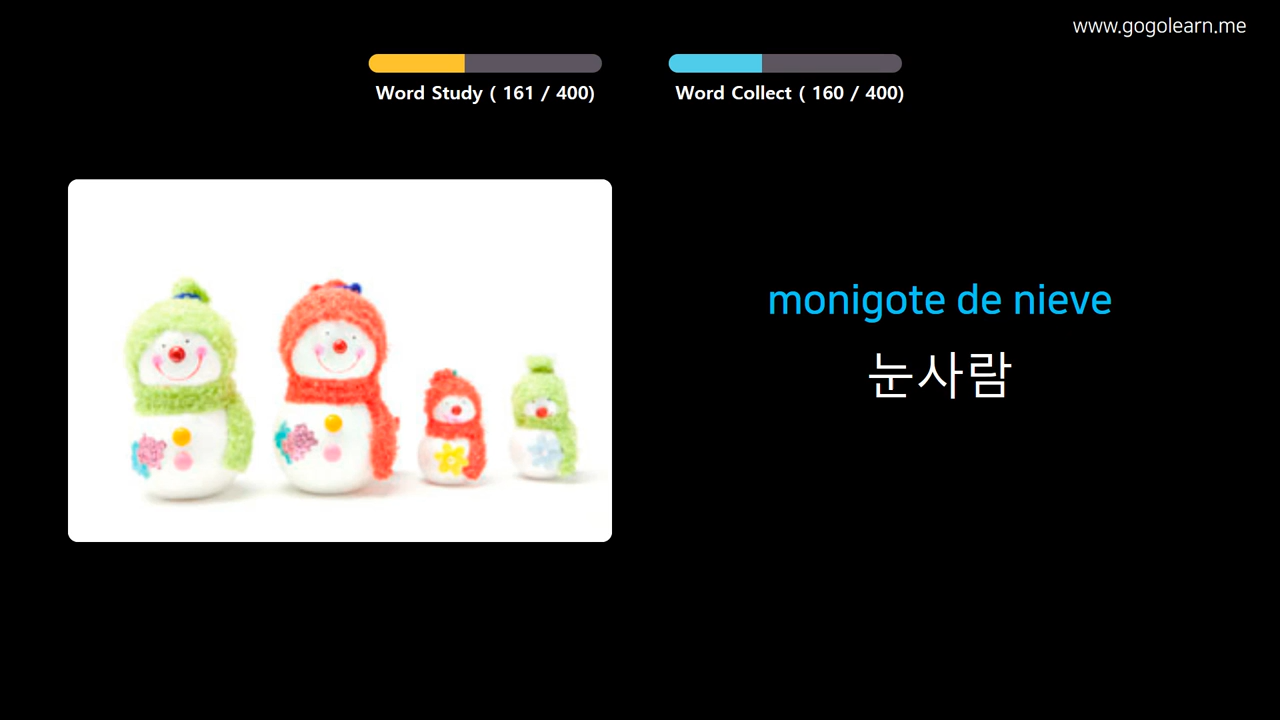 www.gogolearn.me
Word Study ( 161 / 400)
Word Collect ( 160 / 400)
monigote de nieve
눈사람